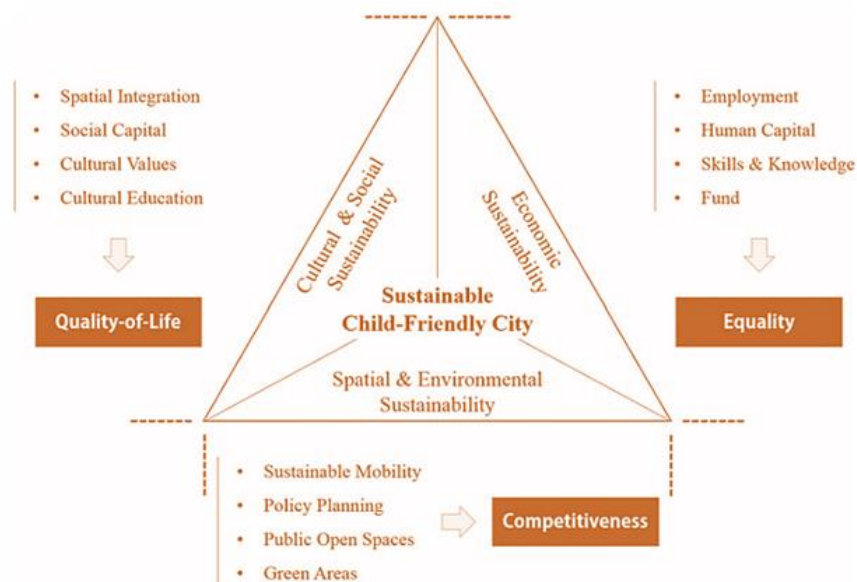 • Spatial Integration
• Social Capital
• Cultural Values
• Cultural Education
Quality-of-Life
• Employment
• Human Capital
• Skills & Knowledge
• Fund
Equality
Cultural & Social
Sustainability
Economic
Sustainability
Sustainable
Child-Friendly City
Spatial & Environmental
Sustainability
• Sustainable Mobility
• Policy Planning
• Public Open Spaces
• Green Areas
Competitiveness